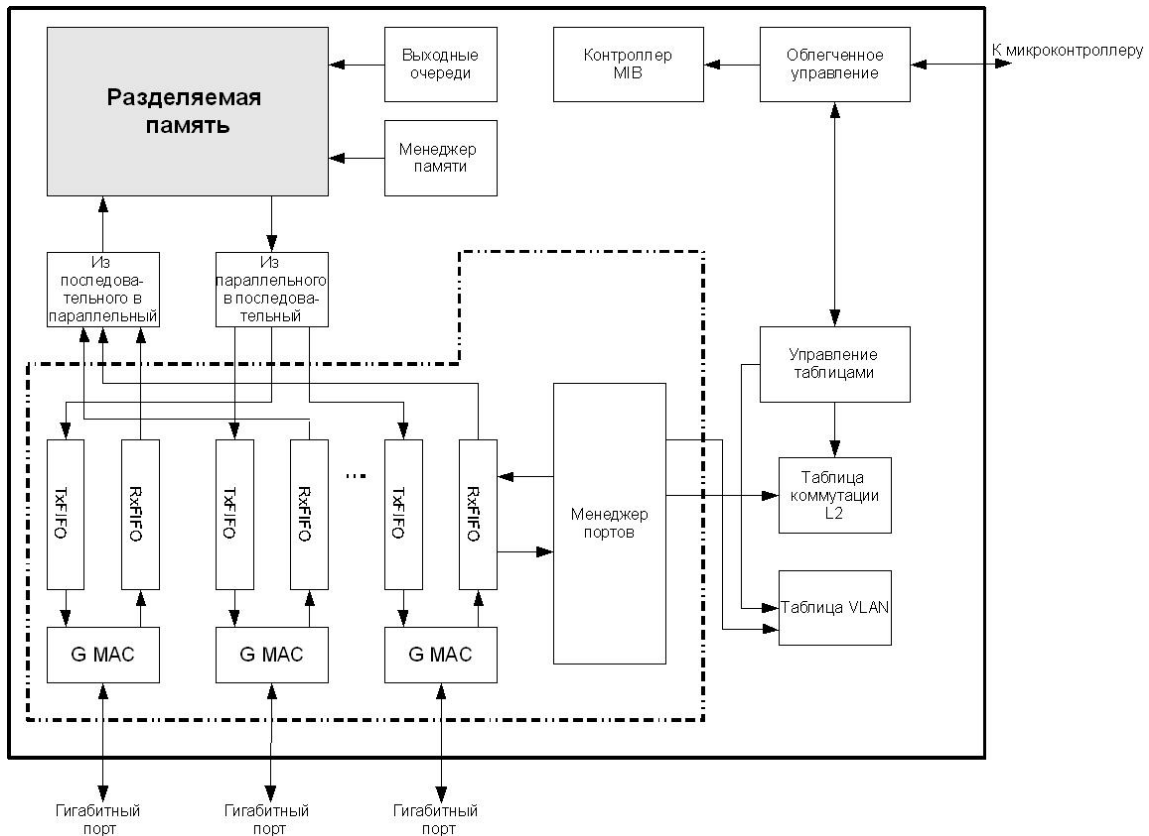 Разделяемая
память
Выходные
очереди
Контроллер
MIB
Облегченное
управление
К микроконтроллеру
Менеджер
памяти
Из
последова-
тельного в
параллельный
Из
параллельного
в последова-
тельный
Управление
таблицами
TxFIFO
RxFIFO
TxFIFO
RxFIFO
...
TxFIFO
RxFIFO
Менеджер
портов
Таблица
коммутации
L2
Таблица VLAN
G MAC
G MAC
G MAC
Гигабитный
порт
Гигабитный
порт
Гигабитный
порт